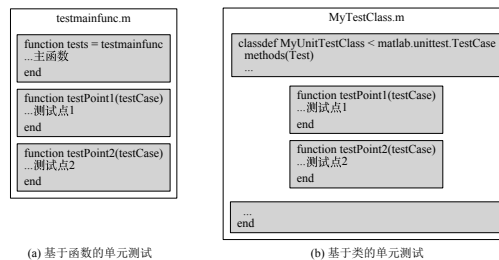 testmainfunc.m
function tests = testmainfunc
...主函数
end
function testPoint1(testCase)
...测试点1
end
function testPoint2(testCase)
...测试点2
end
(a) 基于函数的单元测试
MyTestClass.m
classdef MyUnitTestClass < matlab.unittest.TestCase
methods(Test)
...
function testPoint1(testCase)
...测试点1
end
function testPoint2(testCase)
...测试点2
end
...
end
(b) 基于类的单元测试